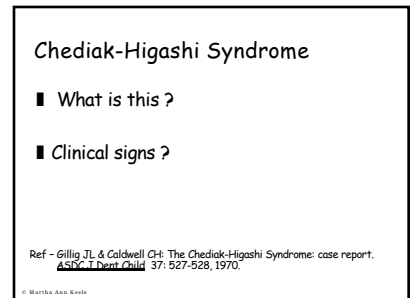 Chediak-Higashi Syndrome
What is this ?
Clinical signs ?
Ref - Gillig JL & Caldwell CH: The Chediak-Higashi Syndrome: case report.
ASDC J Dent Child 37: 527-528, 1970.
© Martha Ann Keels